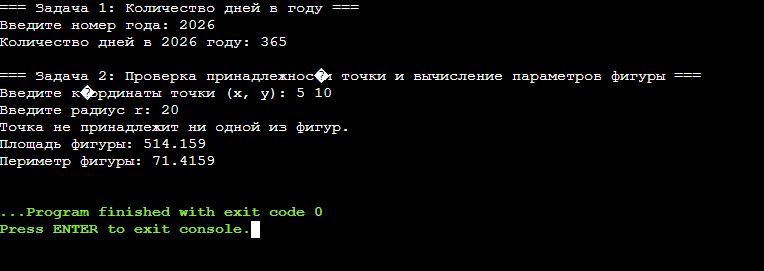 === Задача 1: Количество дней в году ===
Введите номер года: 2026
Количество дней в 2026 году: 365
=== Задача 2: Проверка принадлежнос�и точки и вычисление параметров фигуры ===
Введите к�ординаты точки (x, y): 5 10
Введите радиус r: 20
Точка не принадлежит ни одной из фигур.
Площадь фигуры: 514.159
Периметр фигуры: 71.4159
...Program finished with exit code 0
Press ENTER to exit console.